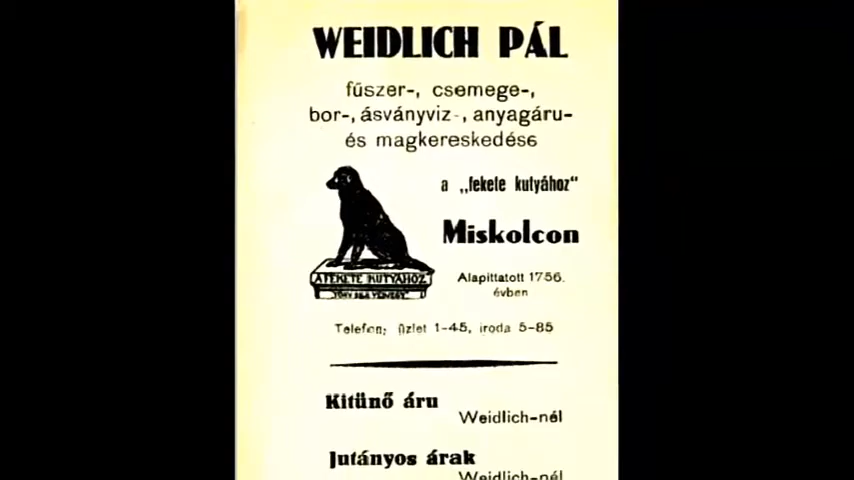 WEIDLICH PÁL
fűszer-, csemege-,
bor-, ásványviz-, anyagáru-
és magkereskedése
a „fekete kutyához"
Miskolcon
A FEKETE KUTYÁHOZ
Alapittatott 1756.
évben
Telefon; üzlet 1-45, iroda 5-85
Kitünő áru
Weidlich-nél
Jutányos árak
Weidlich-nél